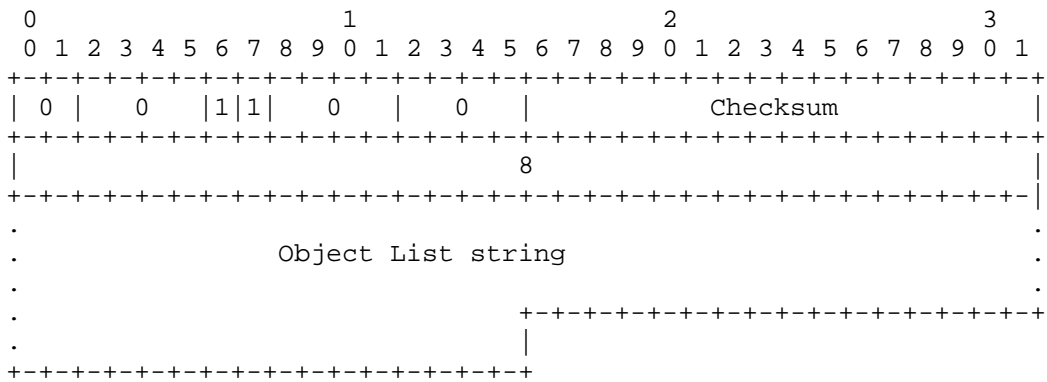 0                   1                   2                   3
 0 1 2 3 4 5 6 7 8 9 0 1 2 3 4 5 6 7 8 9 0 1 2 3 4 5 6 7 8 9 0 1
+-+-+-+-+-+-+-+-+-+-+-+-+-+-+-+-+-+-+-+-+-+-+-+-+-+-+-+-+-+-+-+-+
| 0 |   0   |1|1|   0   |   0   |           Checksum            |
+-+-+-+-+-+-+-+-+-+-+-+-+-+-+-+-+-+-+-+-+-+-+-+-+-+-+-+-+-+-+-+-+
|                               8                               |
+-+-+-+-+-+-+-+-+-+-+-+-+-+-+-+-+-+-+-+-+-+-+-+-+-+-+-+-+-+-+-+-|
.                                                               .
.                Object List string                             .
.                                                               .
.                               +-+-+-+-+-+-+-+-+-+-+-+-+-+-+-+-+
.                               |
+-+-+-+-+-+-+-+-+-+-+-+-+-+-+-+-+